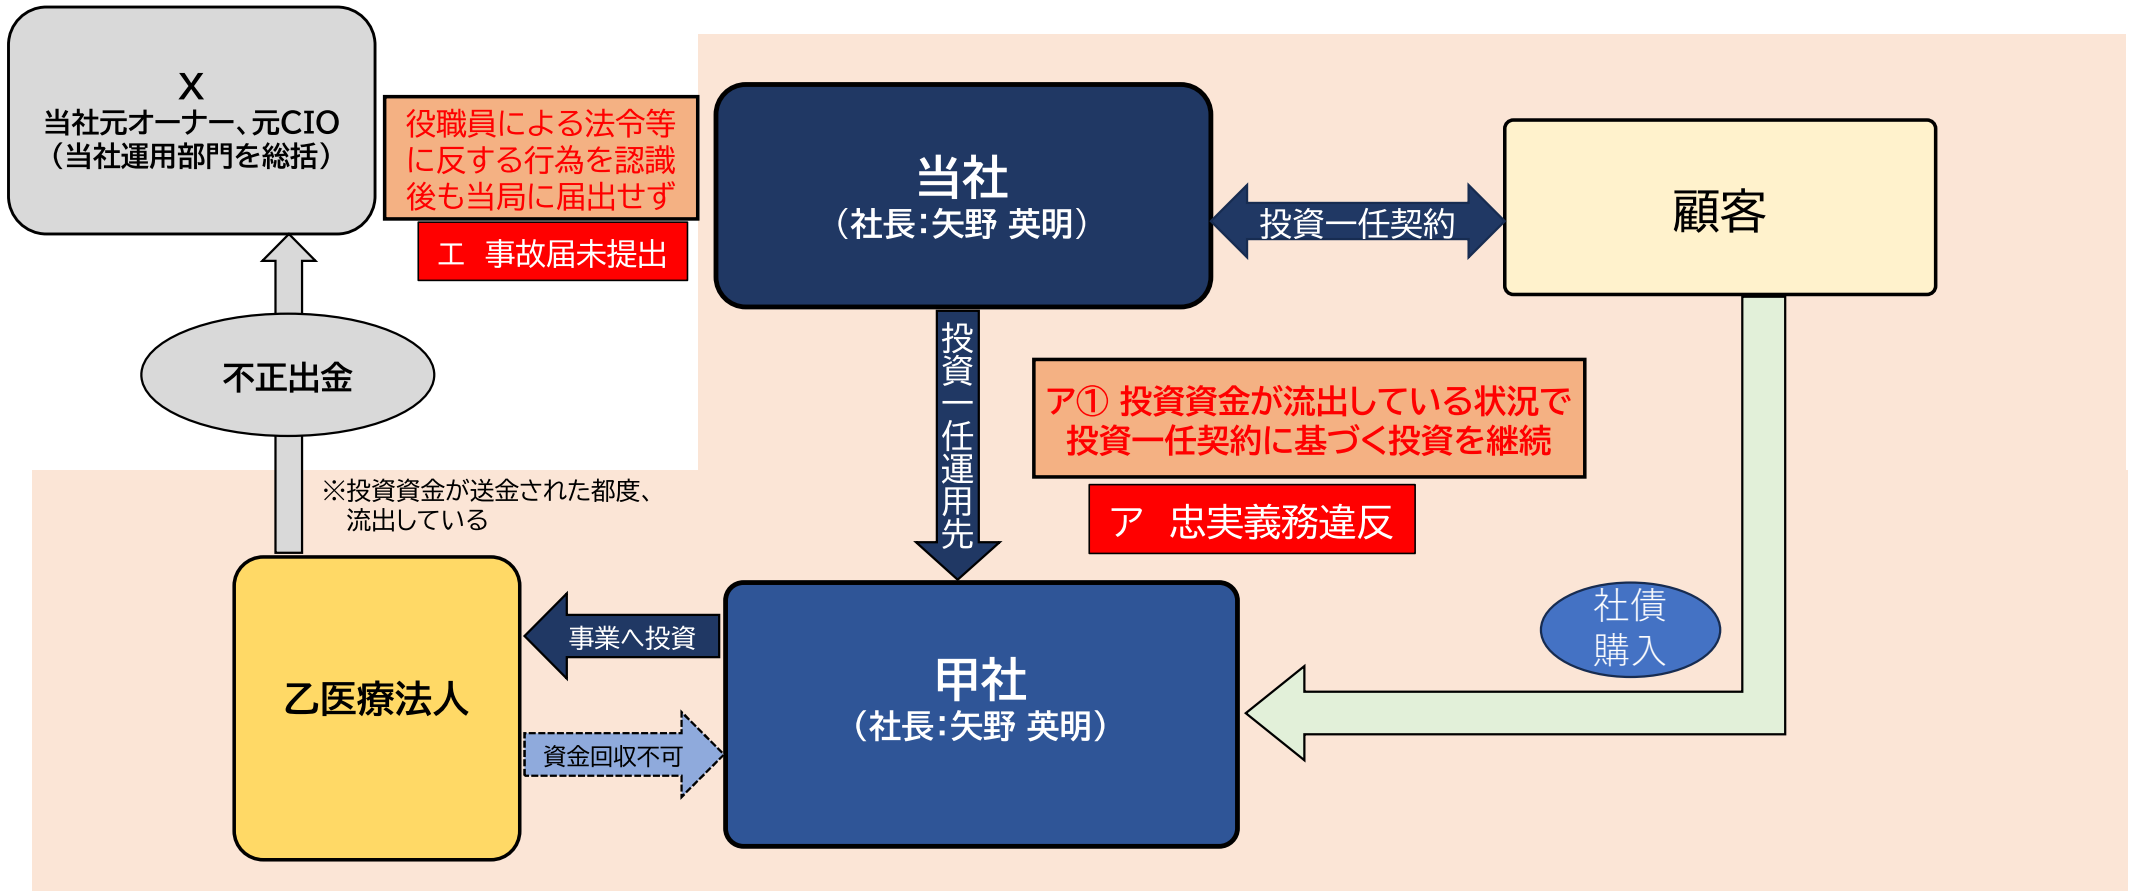 X
当社元オーナー、元CIO
（当社運用部門を総括）
役職員による法令等
に反する行為を認識
後も当局に届出せず
エ　事故届未提出
当社
（社長：矢野 英明）
投資一任契約
顧客
不正出金
投資一任運用先
ア① 投資資金が流出している状況で
投資一任契約に基づく投資を継続
ア　忠実義務違反
※投資資金が送金された都度、
流出している
乙医療法人
事業へ投資
資金回収不可
甲社
（社長：矢野 英明）
社債
購入